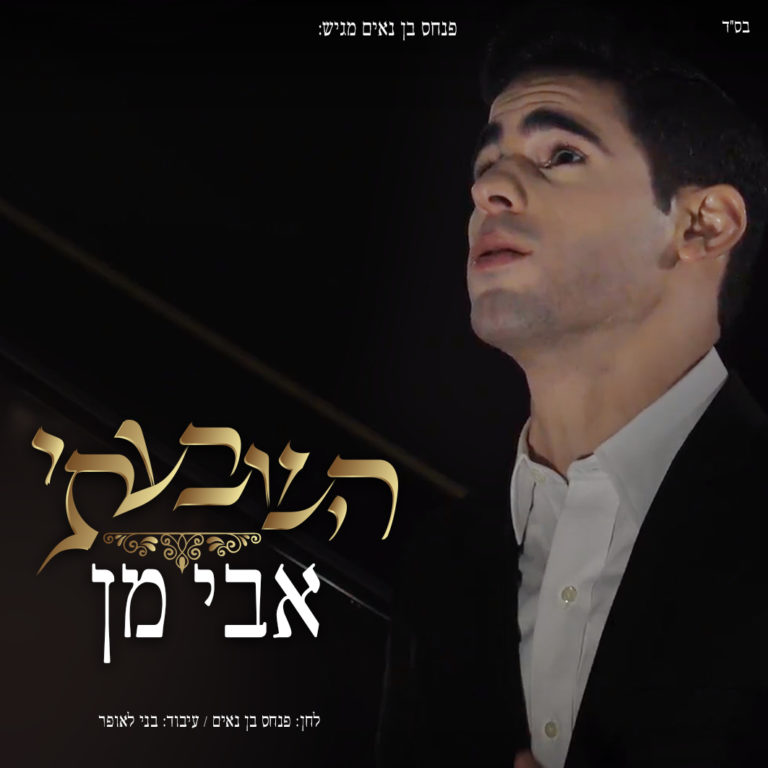 בס"ד
פנחס בן נאים מגיש:
השבעתי
אבי מן
לחן: פנחס בן נאים / עיבוד: בני לאופר